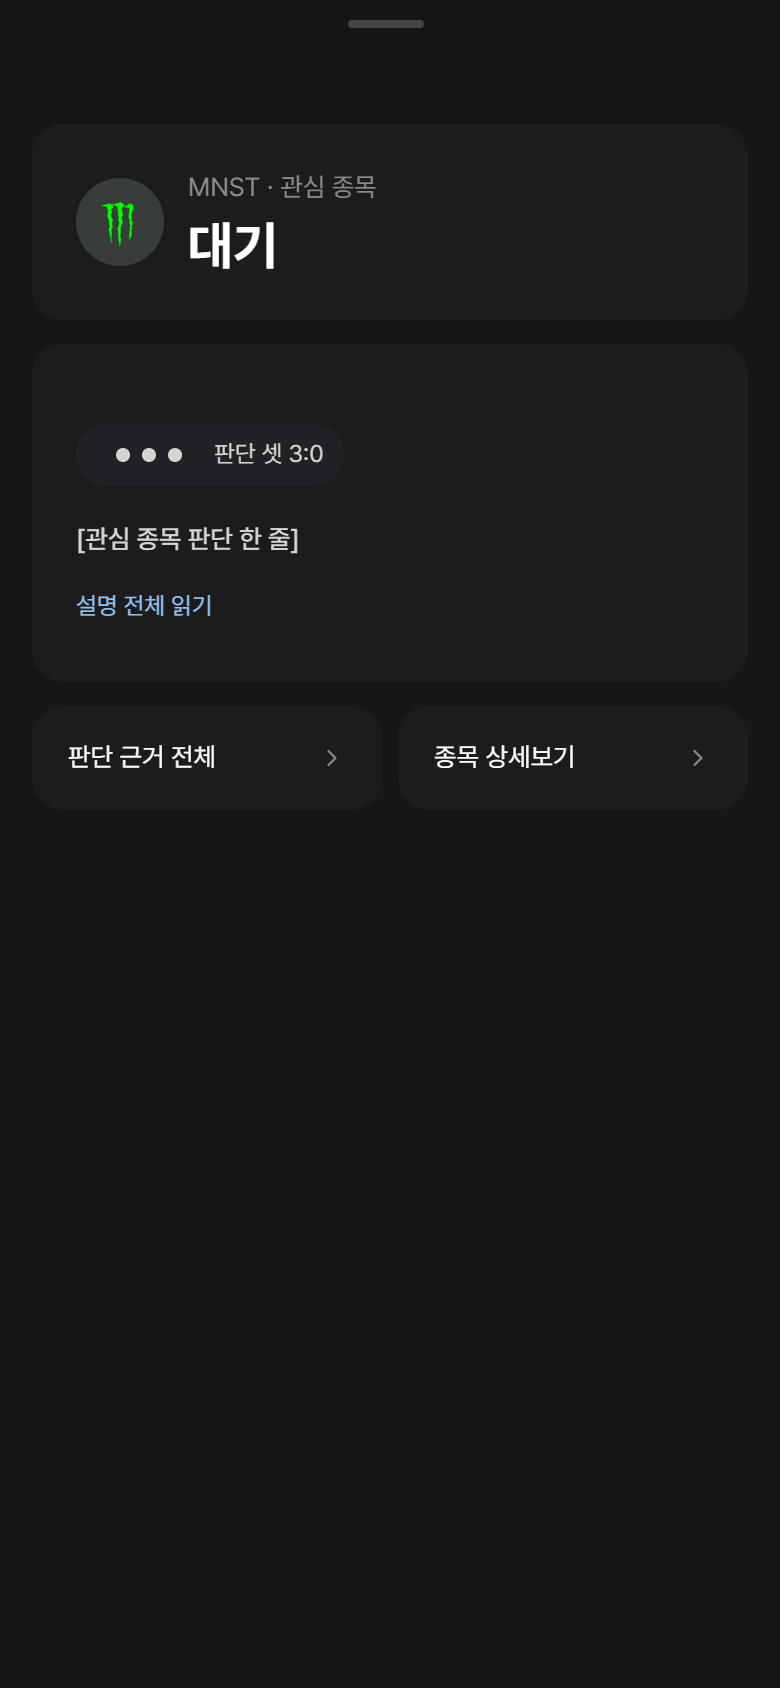 MNST · 관심 종목
대기
판단 셋 3:0
[관심 종목 판단 한 줄]
설명 전체 읽기
판단 근거 전체
종목 상세보기